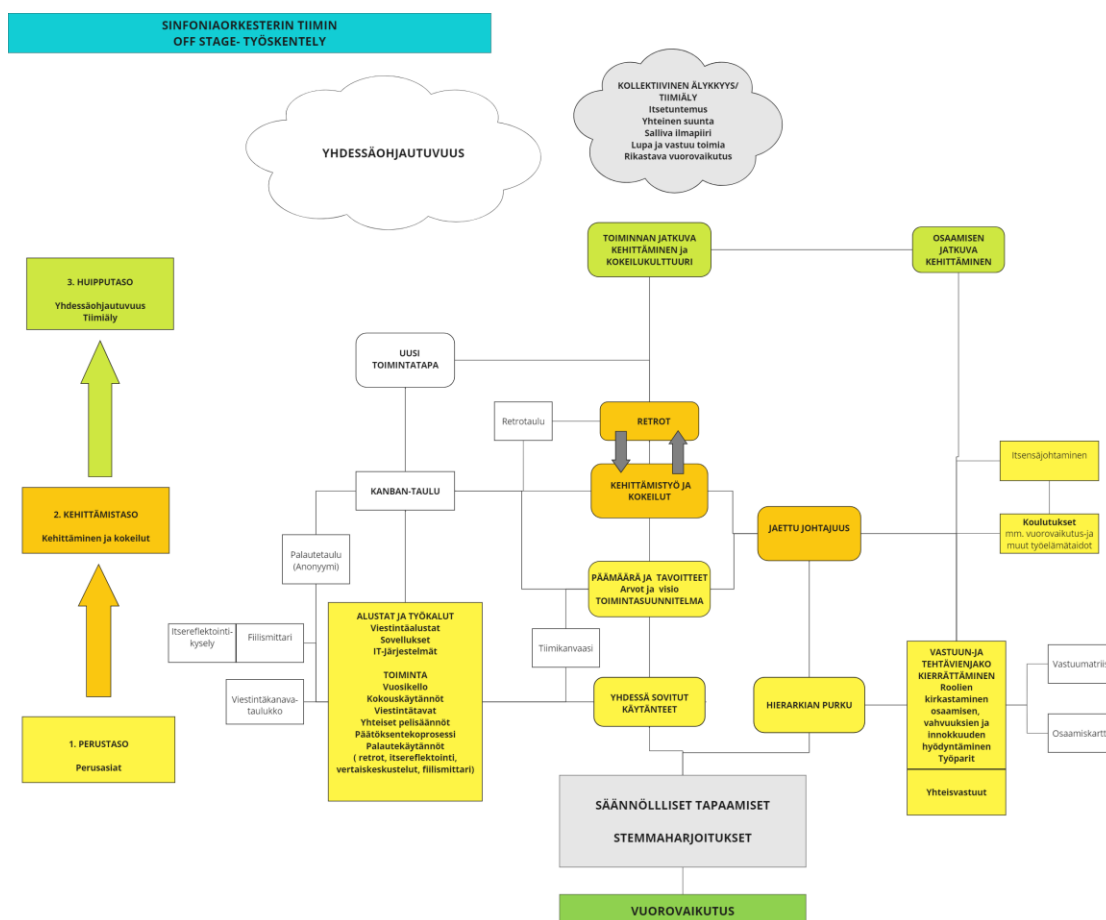 SINFONIAORKESTERIN TIIMIN
OFF STAGE- TYÖSKENTELY
KOLLEKTIIVINEN ÄLYKKYYS/
TIIMIÄLY
Itsetuntemus
Yhteinen suunta
Salliva ilmapiiri
Lupa ja vastuu toimia
Rikastava vuorovaikutus
YHDESSÄOHJAUTUVUUS
TOIMINNAN JATKUVA
KEHITTÄMINEN ja
KOKEILUKULTTUURI
OSAAMISEN
JATKUVA
KEHITTÄMINEN
3. HUIPPUTASO
Yhdessäohjautuvuus
Tiimiäly
UUSI
TOIMINTATAPA
Retrotaulu
RETROT
Itsensäjohtaminen
KANBAN-TAULU
KEHITTÄMISTYÖ JA
KOKEILUT
2. KEHITTÄMISTASO
Kehittäminen ja kokeilut
JAETTU JOHTAJUUS
Koulutukset
mm. vuorovaikutus-ja
muut työelämätaidot
Palautetaulu
(Anonyymi)
PÄÄMÄÄRÄ JA TAVOITTEET
Arvot ja visio
TOIMINTASUUNNITELMA
Itsereflektointi-
kysely
Fiilismittari
ALUSTAT JA TYÖKALUT
Viestintäalustat
Sovellukset
IT-Järjestelmät
TOIMINTA
Vuosikello
Kokouskäytännöt
Viestintätavat
Yhteiset pelisäännöt
Päätöksentekoprosessi
Palautekäytännöt
( retrot, itsereflektointi,
vertaiskeskustelut, fiilismittari)
Tiimikanvaasi
Viestintäkanava-
taulukko
YHDESSÄ SOVITUT
KÄYTÄNTEET
HIERARKIAN PURKU
VASTUUN-JA
TEHTÄVIENJAKO
KIERRÄTTÄMINEN
Roolien
kirkastaminen
osaamisen,
vahvuuksien ja
innokkuuden
hyödyntäminen
Työparit
Yhteisvastuut
Vastuumatriis
Osaamiskartt
1. PERUSTASO
Perusasiat
SÄÄNNÖLLLISET TAPAAMISET
STEMMAHARJOITUKSET
VUOROVAIKUTUS